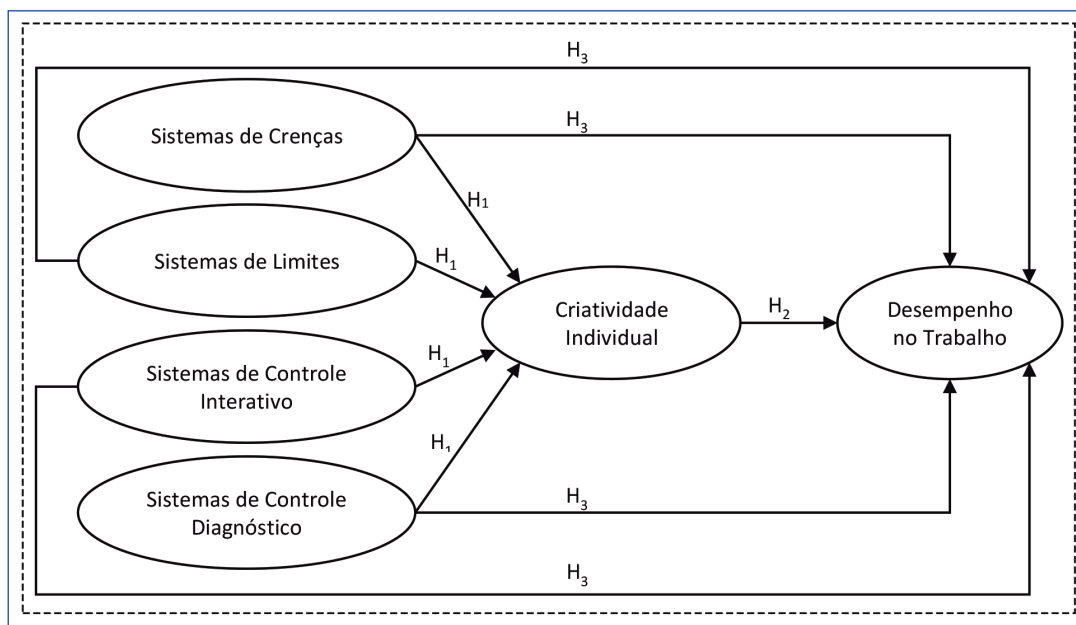 H₃
Sistemas de Crenças
H₃
H₁
Sistemas de Limites
H₁
Criatividade
Individual
H₂
Desempenho
no Trabalho
Sistemas de Controle
Interativo
H₁
H₁
Sistemas de Controle
Diagnóstico
H₃
H₃